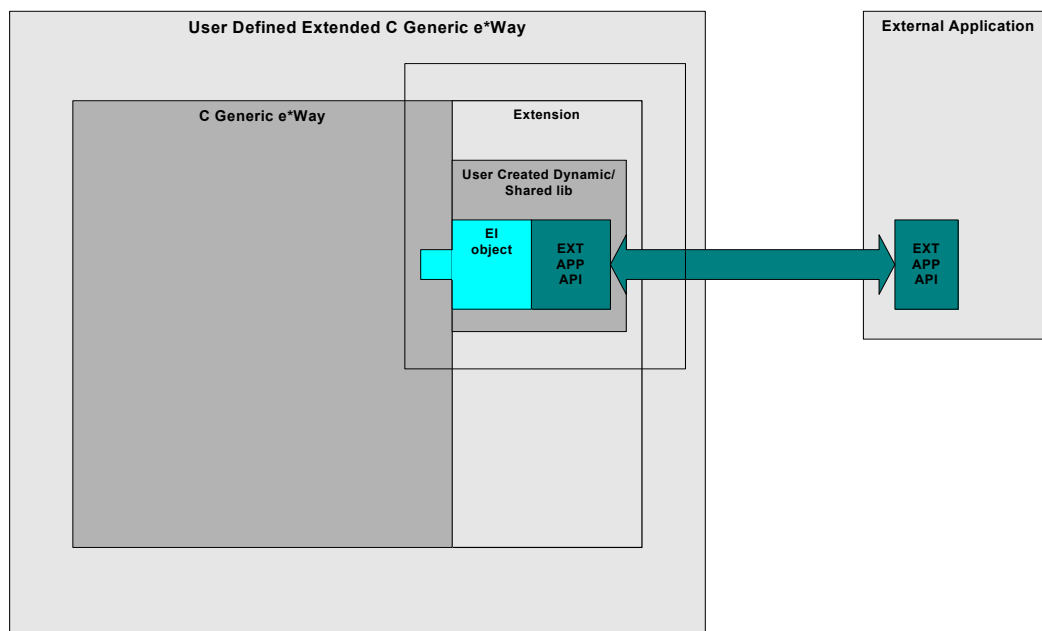 User Defined Extended C Generic e*Way
External Application
C Generic e*Way
Extension
User Created Dynamic/
Shared lib
EI
object
EXT
APP
API
EXT
APP
API